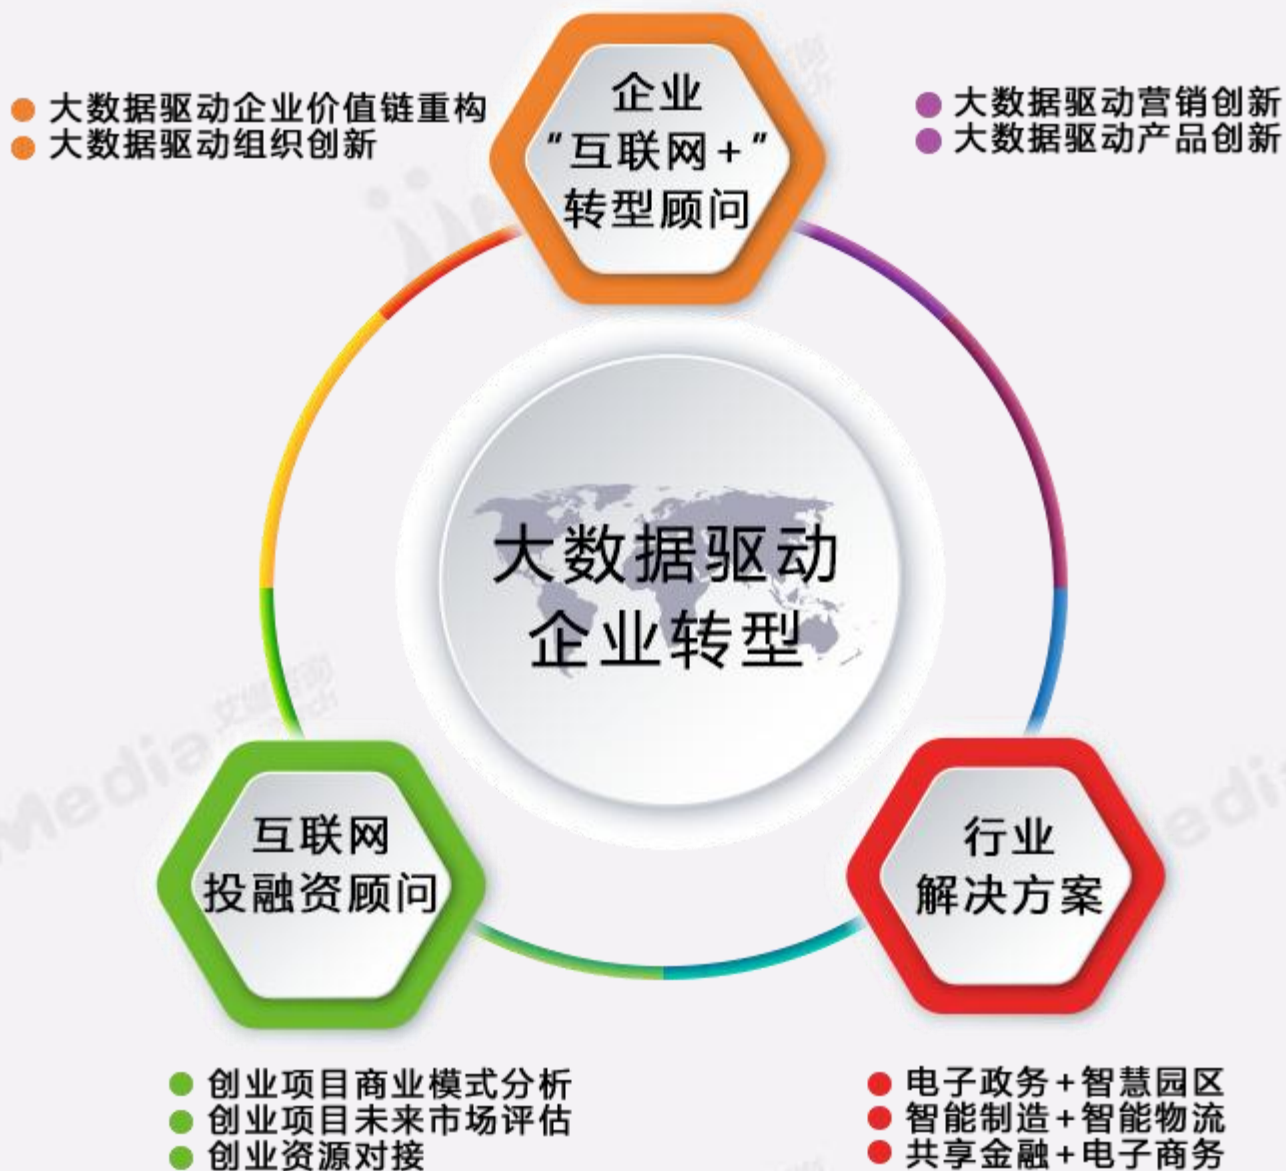 大数据驱动企业价值链重构
大数据驱动组织创新
企业
“互联网+”
转型顾问
大数据驱动营销创新
大数据驱动产品创新
大数据驱动
企业转型
互联网
投融资顾问
行业
解决方案
创业项目商业模式分析
创业项目未来市场评估
创业资源对接
电子政务+智慧园区
智能制造+智能物流
共享金融+电子商务